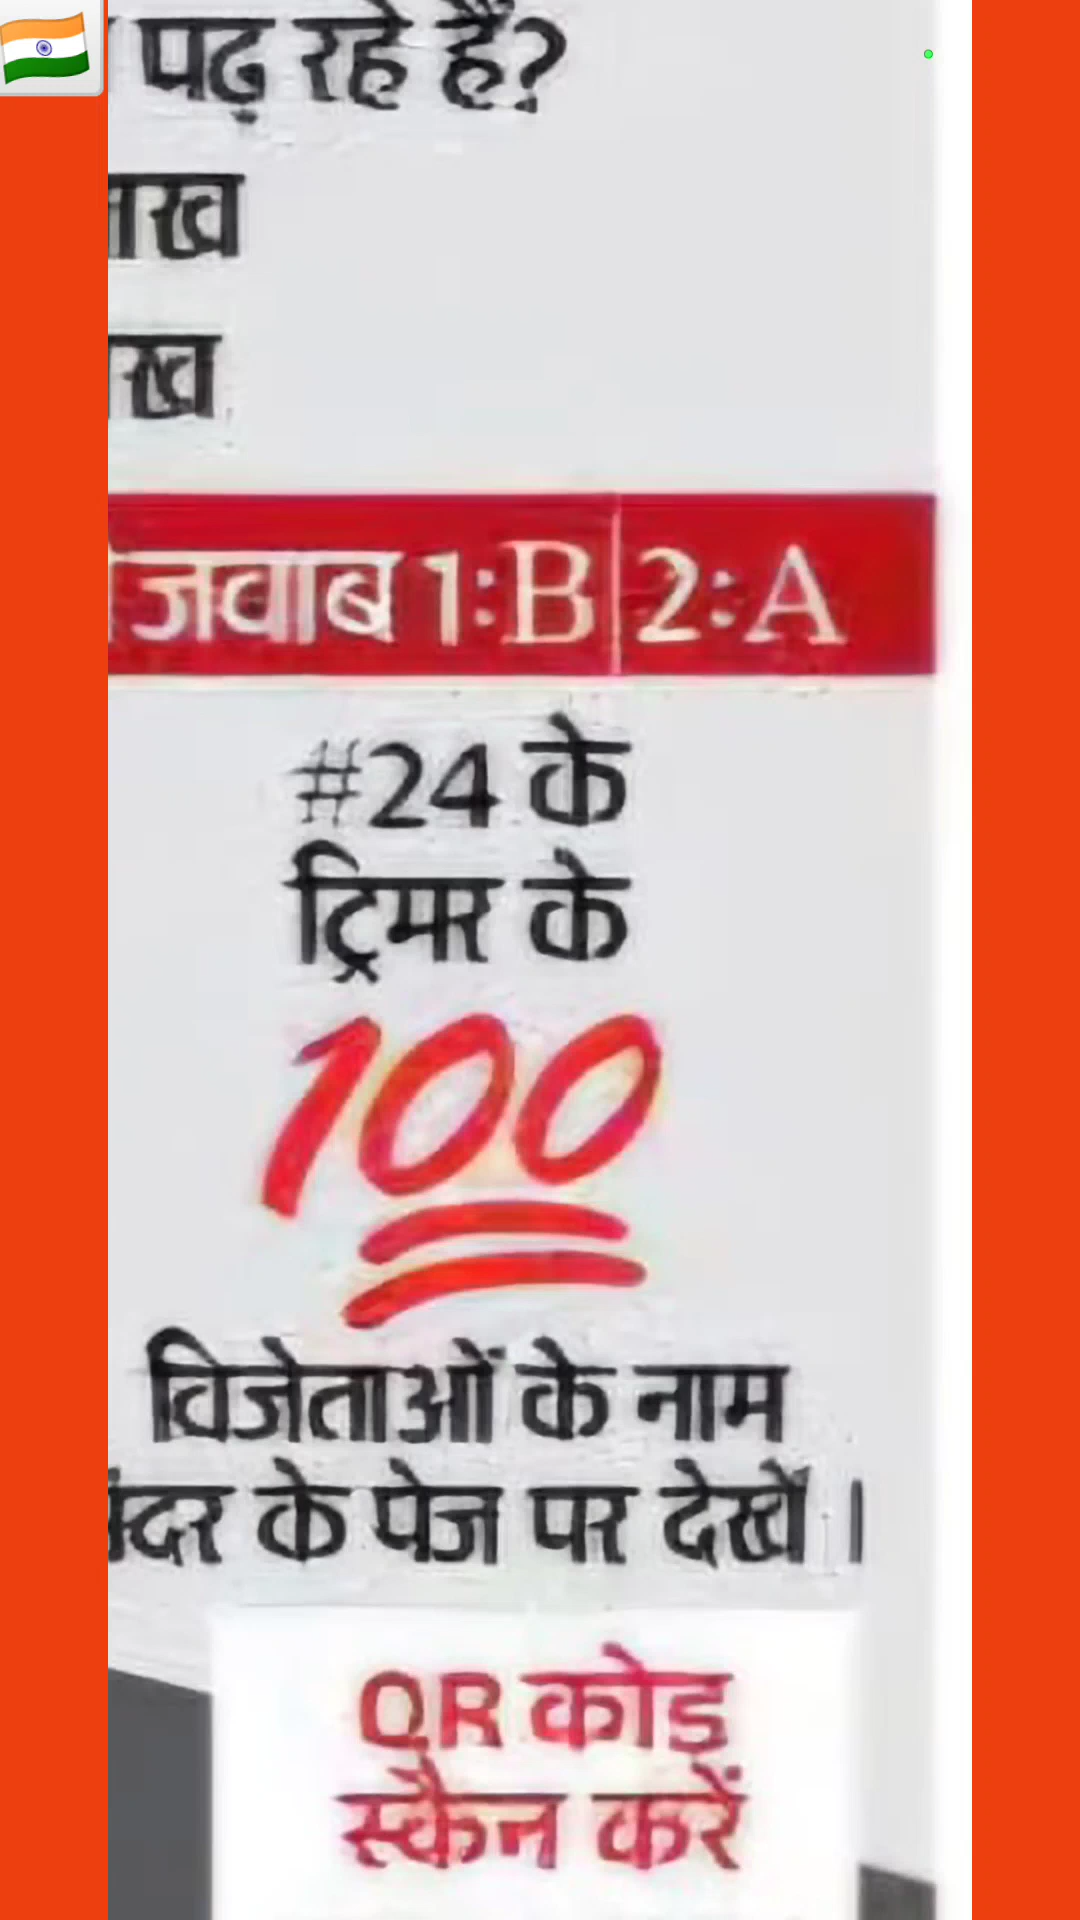 पढ़ रहे हैं?
जवाब 1:B | 2:A
#24 के
ट्रिमर के
100
विजेताओं के नाम
के पेज पर देखें।
QR कोड
स्कैन करें